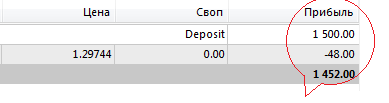 Цена Своп Прибыль
Deposit 1 500.00
1.29744 0.00 -48.00
1 452.00